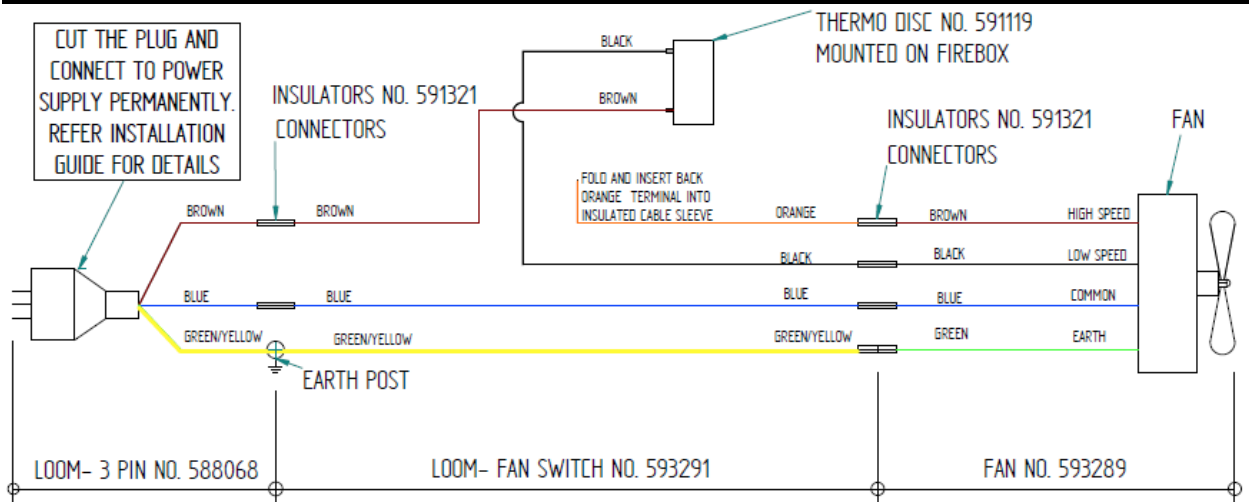 CUT THE PLUG AND
CONNECT TO POWER
SUPPLY PERMANENTLY.
REFER INSTALLATION
GUIDE FOR DETAILS
INSULATORS NO. 591321
CONNECTORS
BLACK
BROWN
THERMO DISC NO. 591119
MOUNTED ON FIREBOX
INSULATORS NO. 591321
CONNECTORS
FAN
FOLD AND INSERT BACK
ORANGE TERMINAL INTO
INSULATED CABLE SLEEVE
BROWN
BROWN
ORANGE
BROWN
HIGH SPEED
BLACK
BLACK
LOW SPEED
BLUE
BLUE
BLUE
BLUE
COMMON
GREEN/YELLOW
GREEN/YELLOW
GREEN/YELLOW
GREEN
EARTH
EARTH POST
LOOM- 3 PIN NO. 588068
LOOM- FAN SWITCH NO. 593291
FAN NO. 593289